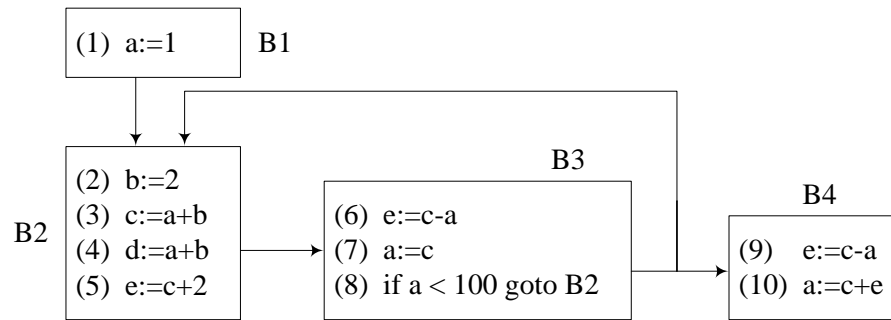 (1) a:=1
B1
B2
(2) b:=2
(3) c:=a+b
(4) d:=a+b
(5) e:=c+2
B3
(6) e:=c-a
(7) a:=c
(8) if a < 100 goto B2
B4
(9) e:=c-a
(10) a:=c+e